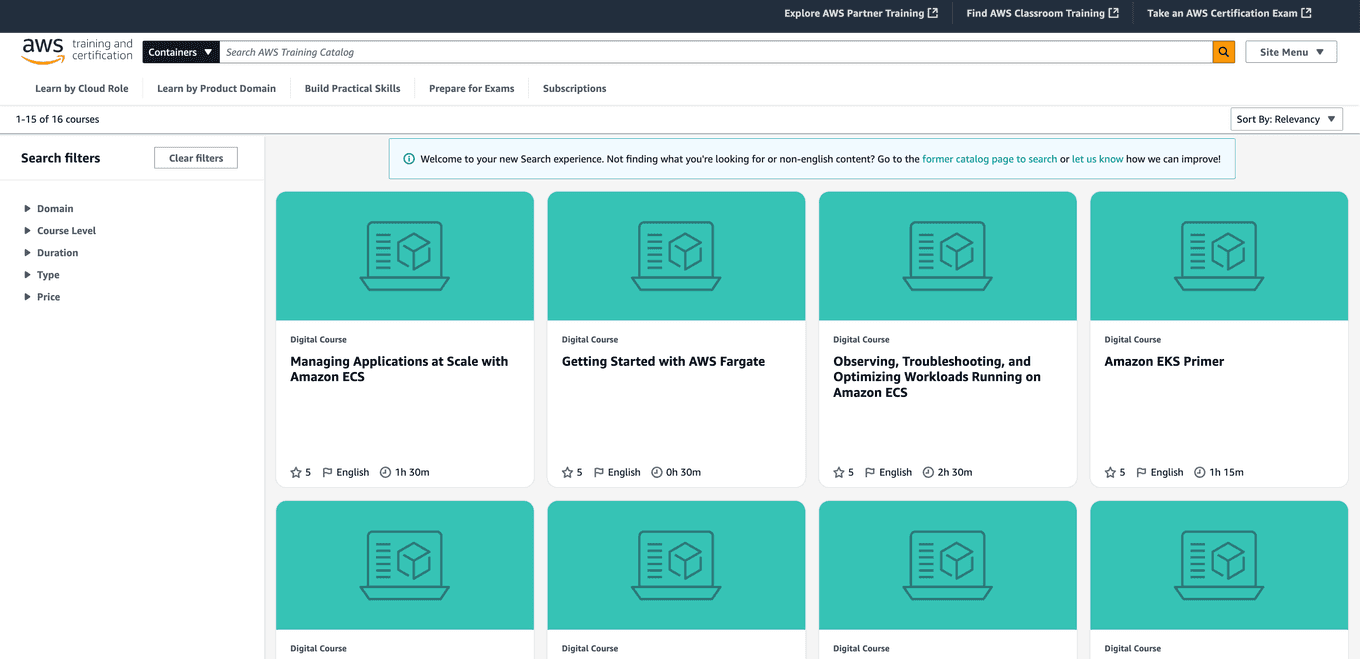 Explore AWS Partner Training
Find AWS Classroom Training
Take an AWS Certification Exam
aws training and certification
Containers
Search AWS Training Catalog
Site Menu
Learn by Cloud Role
Learn by Product Domain
Build Practical Skills
Prepare for Exams
Subscriptions
1-15 of 16 courses
Sort By: Relevancy
Search filters
Clear filters
Domain
Course Level
Duration
Type
Price
Welcome to your new Search experience. Not finding what you're looking for or non-english content? Go to the former catalog page to search or let us know how we can improve!
Digital Course
Managing Applications at Scale with
Amazon ECS
5 English 1h 30m
Digital Course
Getting Started with AWS Fargate
5 English 0h 30m
Digital Course
Observing, Troubleshooting, and
Optimizing Workloads Running on
Amazon ECS
5 English 2h 30m
Digital Course
Amazon EKS Primer
5 English 1h 15m
Digital Course
Digital Course
Digital Course
Digital Course